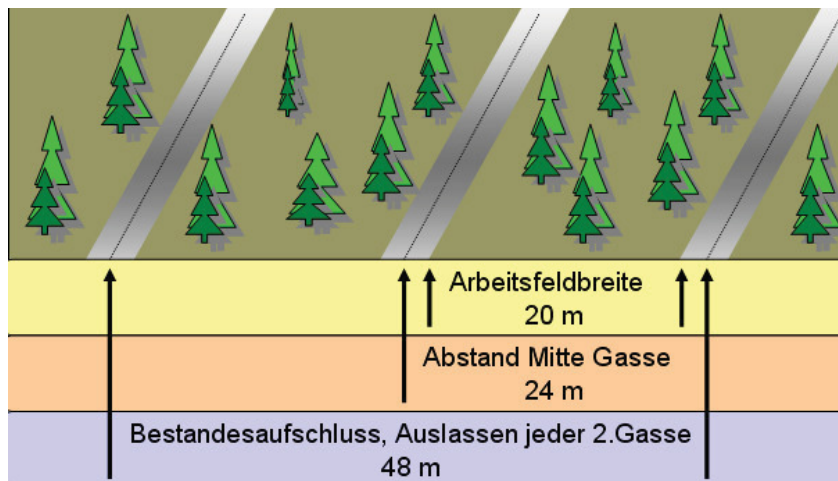 Arbeitsfeldbreite
20 m
Abstand Mitte Gasse
24 m
Bestandesaufschluss, Auslassen jeder 2.Gasse
48 m